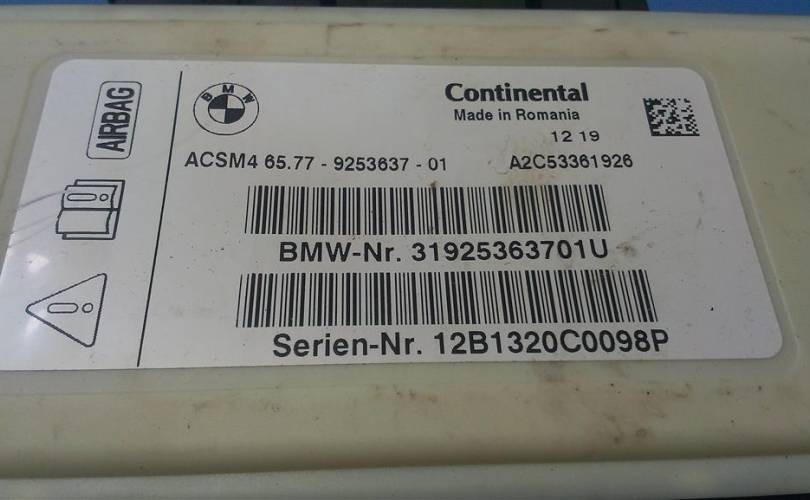 AIRBAG
BMW
Continental
Made in Romania
12 19
ACSM4 65.77 - 9253637 - 01 A2C53361926
BMW-Nr. 31925363701U
Serien-Nr. 12B1320C0098P